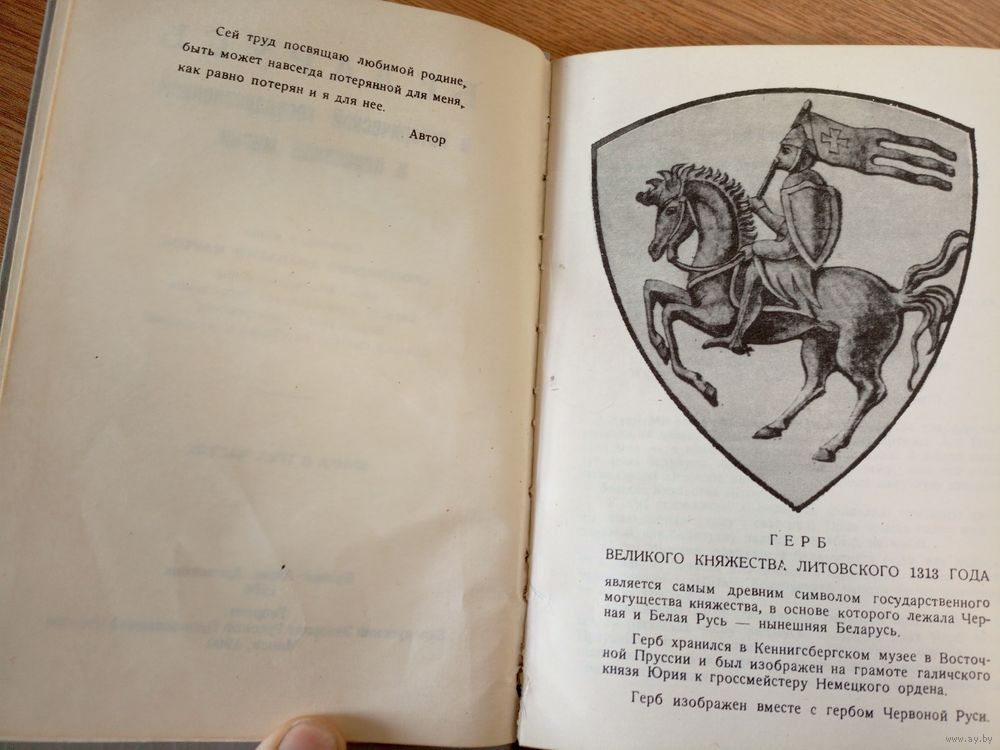 Сей труд посвящаю любимой родине,
быть может навсегда потерянной для меня,
как равно потерян и я для нее.
Автор
ГЕРБ
ВЕЛИКОГО КНЯЖЕСТВА ЛИТОВСКОГО 1313 ГОДА
является самым древним символом государственного
могущества княжества, в основе которого лежала Чер-
ная и Белая Русь — нынешняя Беларусь.
Герб хранился в Кеннигсбергском музее в Восточ-
ной Пруссии и был изображен на грамоте галичского
князя Юрия к гроссмейстеру Немецкого ордена.
Герб изображен вместе с гербом Червоной Руси.
www.ay.by